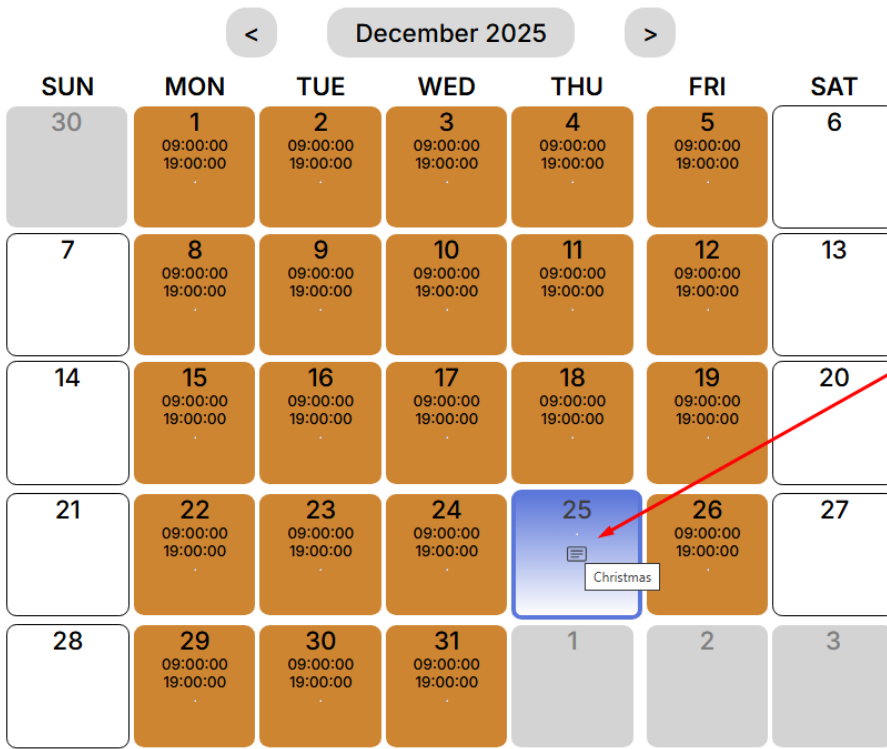 < December 2025 >
SUN MON TUE WED THU FRI SAT
30 1 2 3 4 5 6
09:00:00 09:00:00 09:00:00 09:00:00 09:00:00
19:00:00 19:00:00 19:00:00 19:00:00 19:00:00
7 8 9 10 11 12 13
09:00:00 09:00:00 09:00:00 09:00:00 09:00:00
19:00:00 19:00:00 19:00:00 19:00:00 19:00:00
14 15 16 17 18 19 20
09:00:00 09:00:00 09:00:00 09:00:00 09:00:00
19:00:00 19:00:00 19:00:00 19:00:00 19:00:00
21 22 23 24 25 26 27
09:00:00 09:00:00 09:00:00 09:00:00
19:00:00 19:00:00 19:00:00 19:00:00
Christmas
28 29 30 31 1 2 3
09:00:00 09:00:00 09:00:00
19:00:00 19:00:00 19:00:00